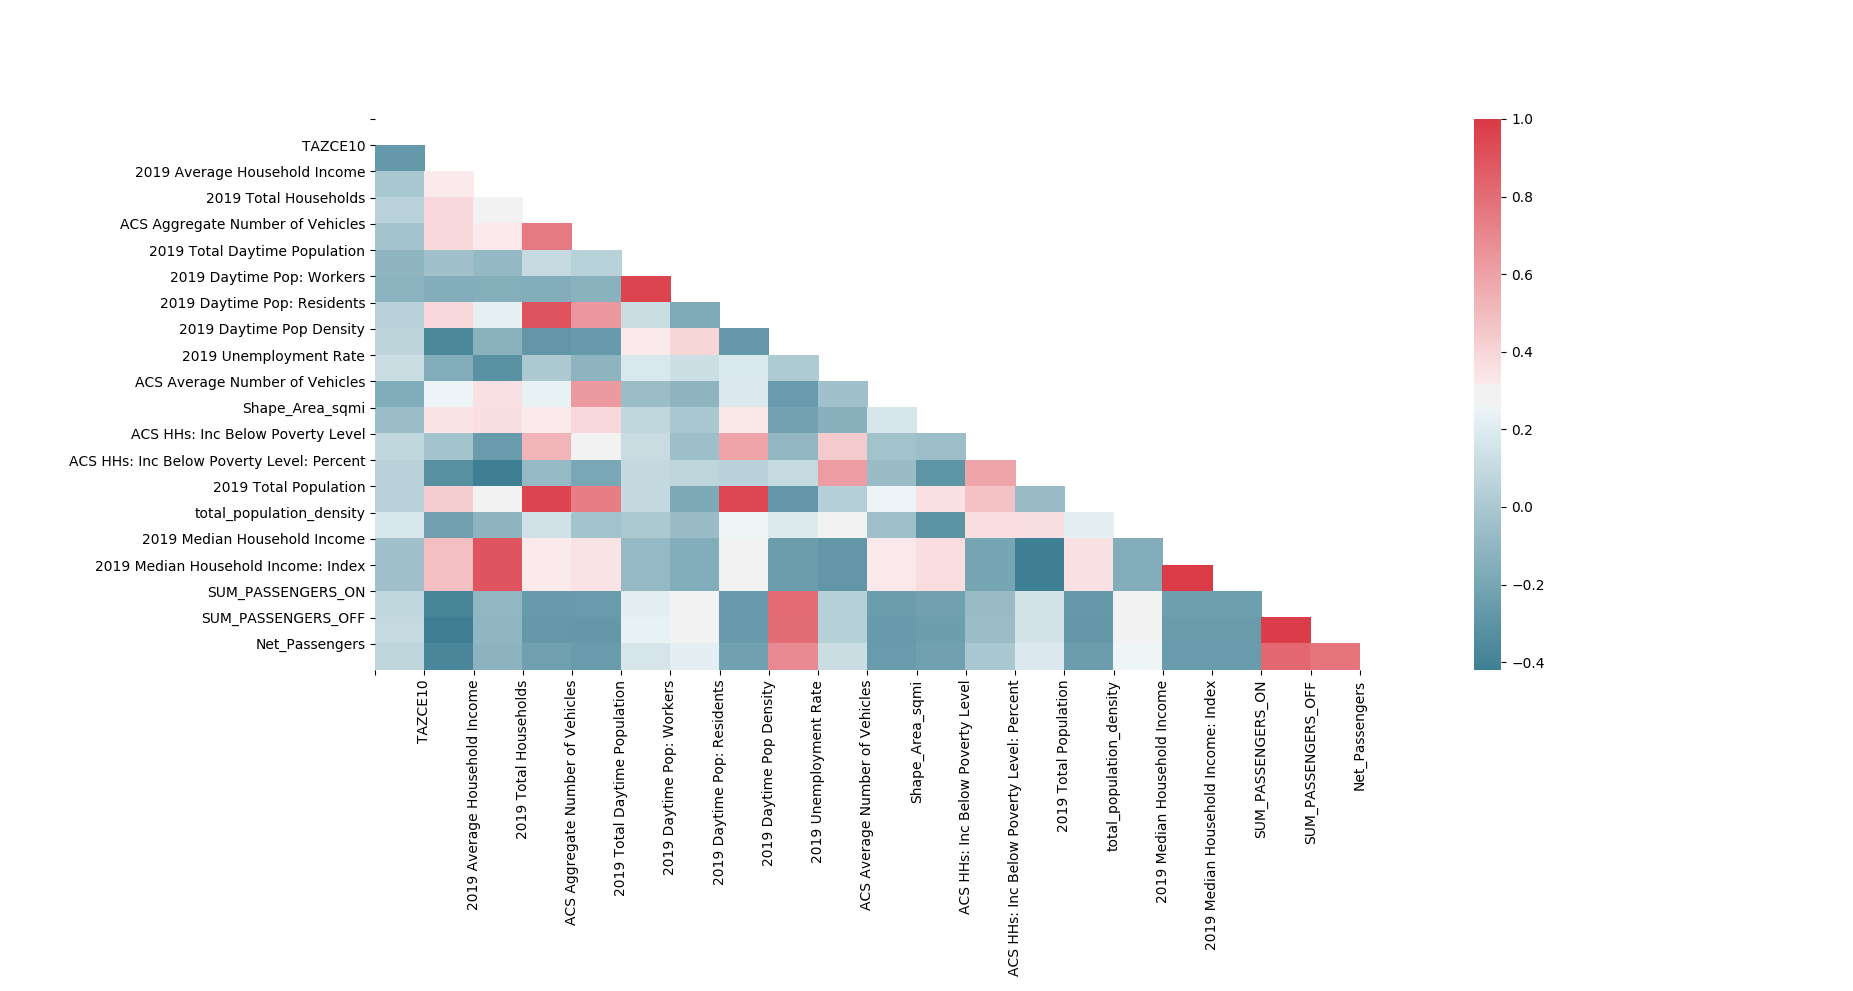 TAZCE10
2019 Average Household Income
2019 Total Households
ACS Aggregate Number of Vehicles
2019 Total Daytime Population
2019 Daytime Pop: Workers
2019 Daytime Pop: Residents
2019 Daytime Pop Density
2019 Unemployment Rate
ACS Average Number of Vehicles
Shape_Area_sqmi
ACS HHs: Inc Below Poverty Level
ACS HHs: Inc Below Poverty Level: Percent
2019 Total Population
total_population_density
2019 Median Household Income
2019 Median Household Income: Index
SUM_PASSENGERS_ON
SUM_PASSENGERS_OFF
Net_Passengers
TAZCE10
2019 Average Household Income
2019 Total Households
ACS Aggregate Number of Vehicles
2019 Total Daytime Population
2019 Daytime Pop: Workers
2019 Daytime Pop: Residents
2019 Daytime Pop Density
2019 Unemployment Rate
ACS Average Number of Vehicles
Shape_Area_sqmi
ACS HHs: Inc Below Poverty Level
ACS HHs: Inc Below Poverty Level: Percent
2019 Total Population
total_population_density
2019 Median Household Income
2019 Median Household Income: Index
SUM_PASSENGERS_ON
SUM_PASSENGERS_OFF
Net_Passengers
1.0
0.8
0.6
0.4
0.2
0.0
−0.2
−0.4